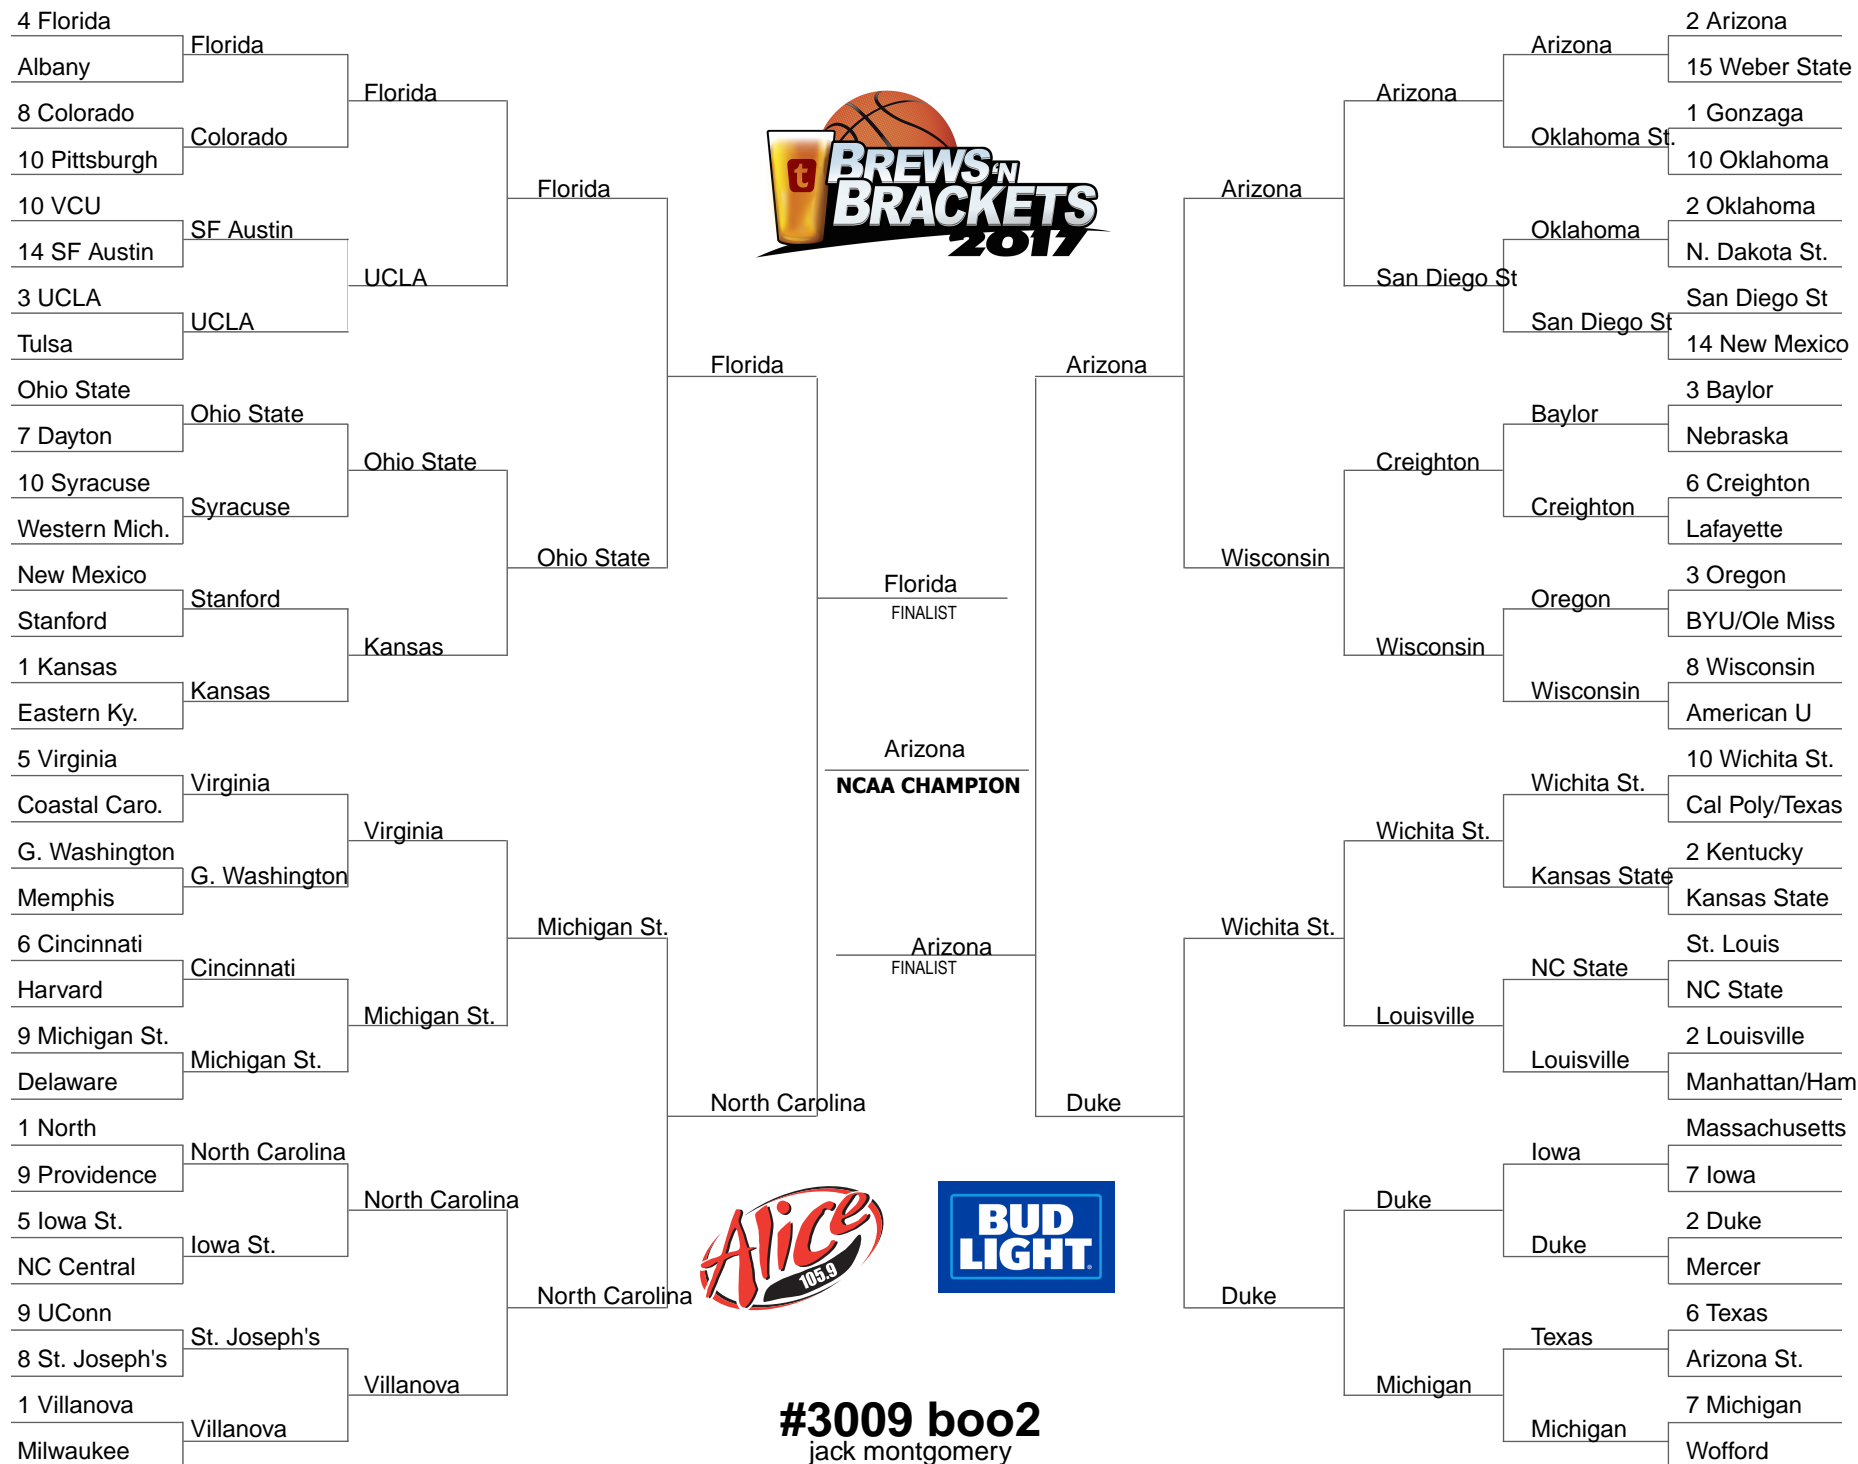 4 Florida
Albany
8 Colorado
10 Pittsburgh
10 VCU
14 SF Austin
3 UCLA
Tulsa
Ohio State
7 Dayton
10 Syracuse
Western Mich.
New Mexico
Stanford
1 Kansas
Eastern Ky.
5 Virginia
Coastal Caro.
G. Washington
Memphis
6 Cincinnati
Harvard
9 Michigan St.
Delaware
1 North
9 Providence
5 Iowa St.
NC Central
9 UConn
8 St. Joseph's
1 Villanova
Milwaukee
Florida
Colorado
SF Austin
UCLA
Ohio State
Syracuse
Stanford
Kansas
Virginia
G. Washington
Cincinnati
Michigan St.
North Carolina
Iowa St.
St. Joseph's
Villanova
Florida
UCLA
Ohio State
Kansas
Virginia
Michigan St.
North Carolina
Villanova
Florida
Ohio State
Michigan St.
North Carolina
Florida
North Carolina
t
BREWS 'N
BRACKETS
2017
Florida
FINALIST
Arizona
NCAA CHAMPION
Arizona
FINALIST
Alice
105.9
BUD
LIGHT
#3009 boo2
jack montgomery
Arizona
Duke
Arizona
Wisconsin
Wichita St.
Duke
Arizona
San Diego St
Creighton
Wisconsin
Wichita St.
Louisville
Duke
Michigan
Arizona
Oklahoma St.
Oklahoma
San Diego St
Baylor
Creighton
Oregon
Wisconsin
Wichita St.
Kansas State
NC State
Louisville
Iowa
Duke
Texas
Michigan
2 Arizona
15 Weber State
1 Gonzaga
10 Oklahoma
2 Oklahoma
N. Dakota St.
San Diego St
14 New Mexico
3 Baylor
Nebraska
6 Creighton
Lafayette
3 Oregon
BYU/Ole Miss
8 Wisconsin
American U
10 Wichita St.
Cal Poly/Texas
2 Kentucky
Kansas State
St. Louis
NC State
2 Louisville
Manhattan/Ham
Massachusetts
7 Iowa
2 Duke
Mercer
6 Texas
Arizona St.
7 Michigan
Wofford